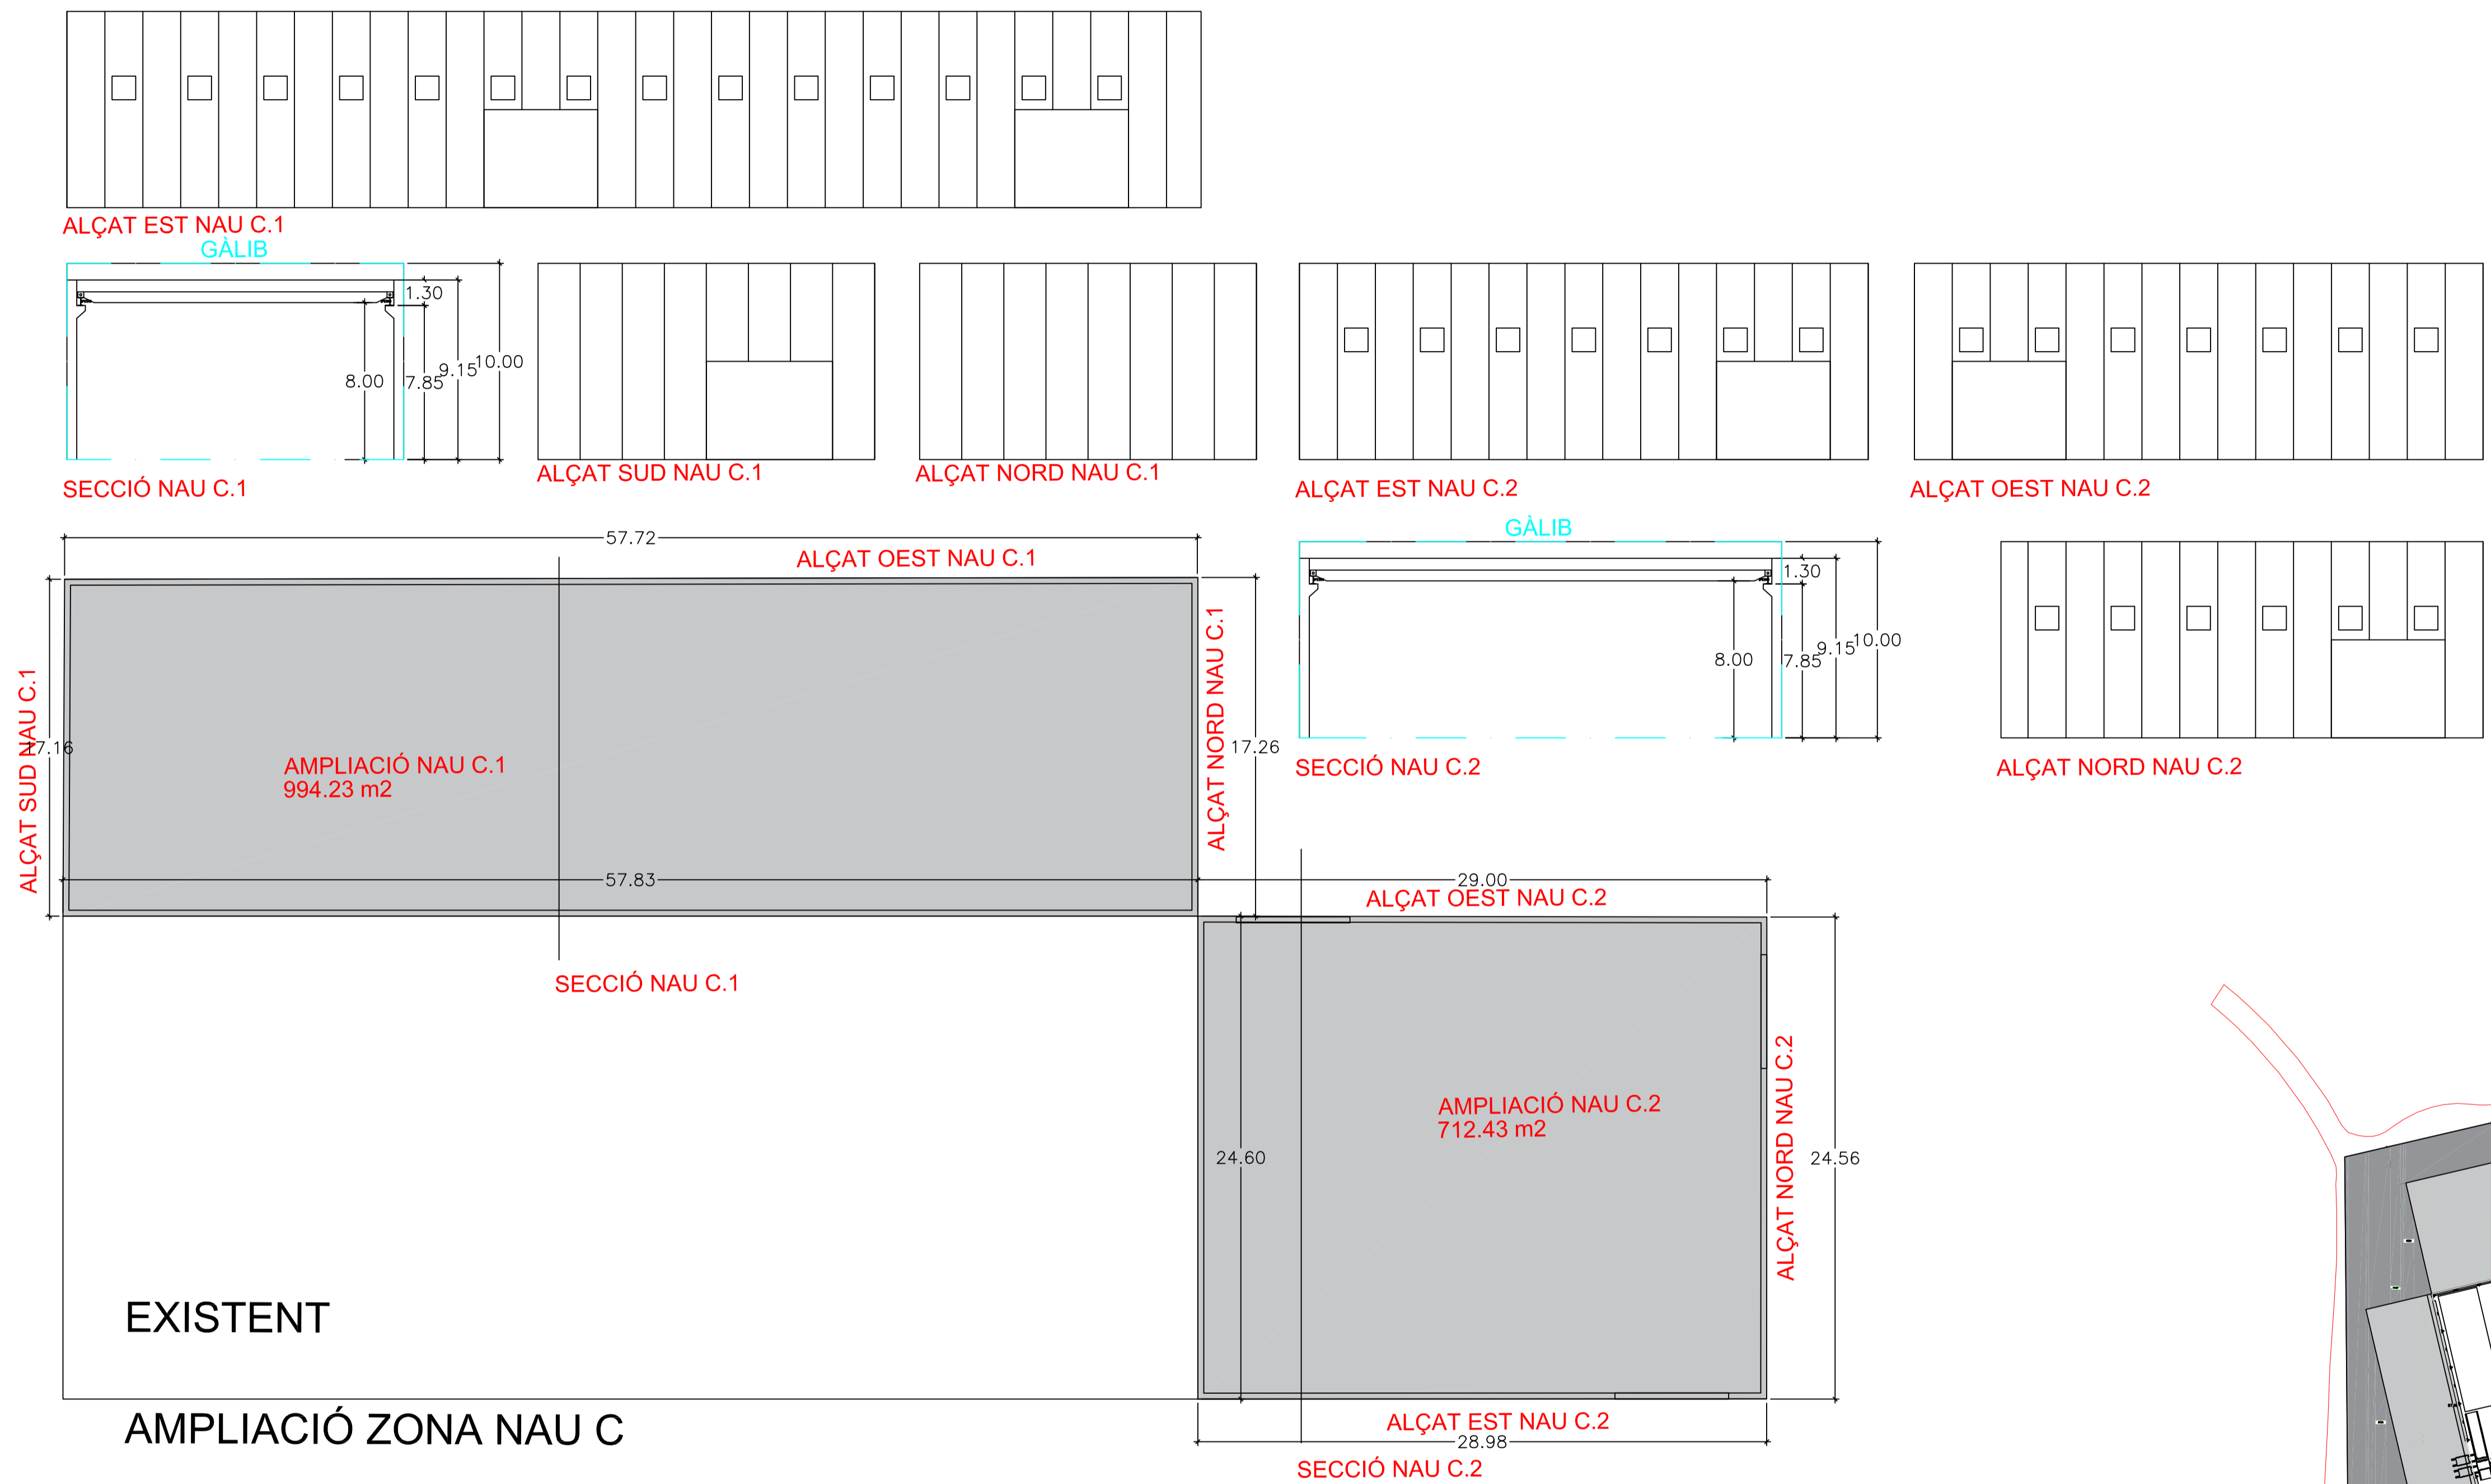 ALÇAT EST NAU C.1
GÀLIB
1.30
8.00
7.85
9.15
10.00
SECCIÓ NAU C.1
ALÇAT SUD NAU C.1
ALÇAT NORD NAU C.1
ALÇAT EST NAU C.2
ALÇAT OEST NAU C.2
57.72
ALÇAT OEST NAU C.1
GÀLIB
1.30
8.00
7.85
9.15
10.00
SECCIÓ NAU C.2
ALÇAT NORD NAU C.2
ALÇAT SUD NAU C.1
17.16
AMPLIACIÓ NAU C.1
994.23 m2
ALÇAT NORD NAU C.1
17.26
57.83
29.00
ALÇAT OEST NAU C.2
SECCIÓ NAU C.1
AMPLIACIÓ NAU C.2
712.43 m2
24.60
ALÇAT NORD NAU C.2
24.56
EXISTENT
AMPLIACIÓ ZONA NAU C
ALÇAT EST NAU C.2
28.98
SECCIÓ NAU C.2